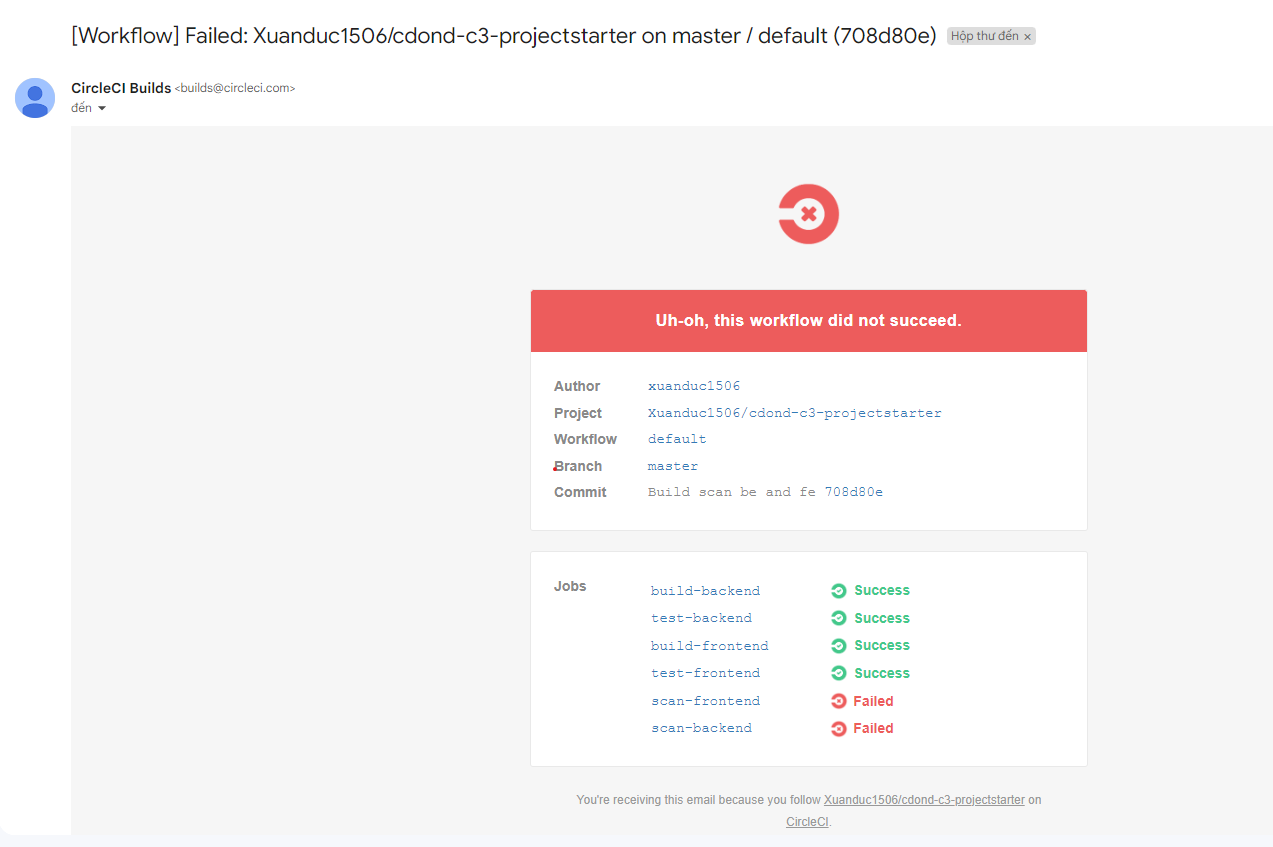 [Workflow] Failed: Xuanduc1506/cdond-c3-projectstarter on master / default (708d80e) Hộp thư đến ×
CircleCI Builds <builds@circleci.com>
đến
Uh-oh, this workflow did not succeed.
Author xuanduc1506
Project Xuanduc1506/cdond-c3-projectstarter
Workflow default
Branch master
Commit Build scan be and fe 708d80e
Jobs build-backend Success
test-backend Success
build-frontend Success
test-frontend Success
scan-frontend Failed
scan-backend Failed
You're receiving this email because you follow Xuanduc1506/cdond-c3-projectstarter on
CircleCI.